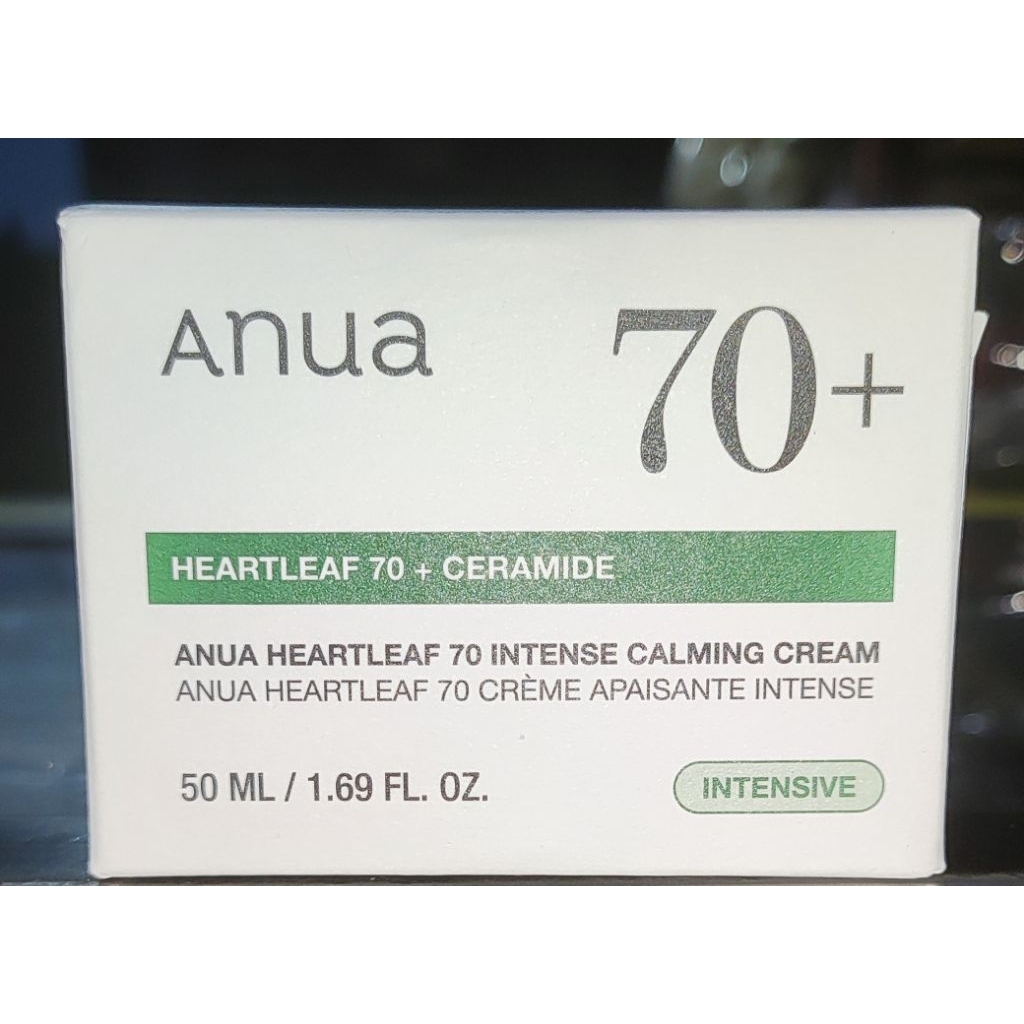 Anua
70+
HEARTLEAF 70 + CERAMIDE
ANUA HEARTLEAF 70 INTENSE CALMING CREAM
ANUA HEARTLEAF 70 CRÈME APAISANTE INTENSE
50 ML / 1.69 FL. OZ.
INTENSIVE